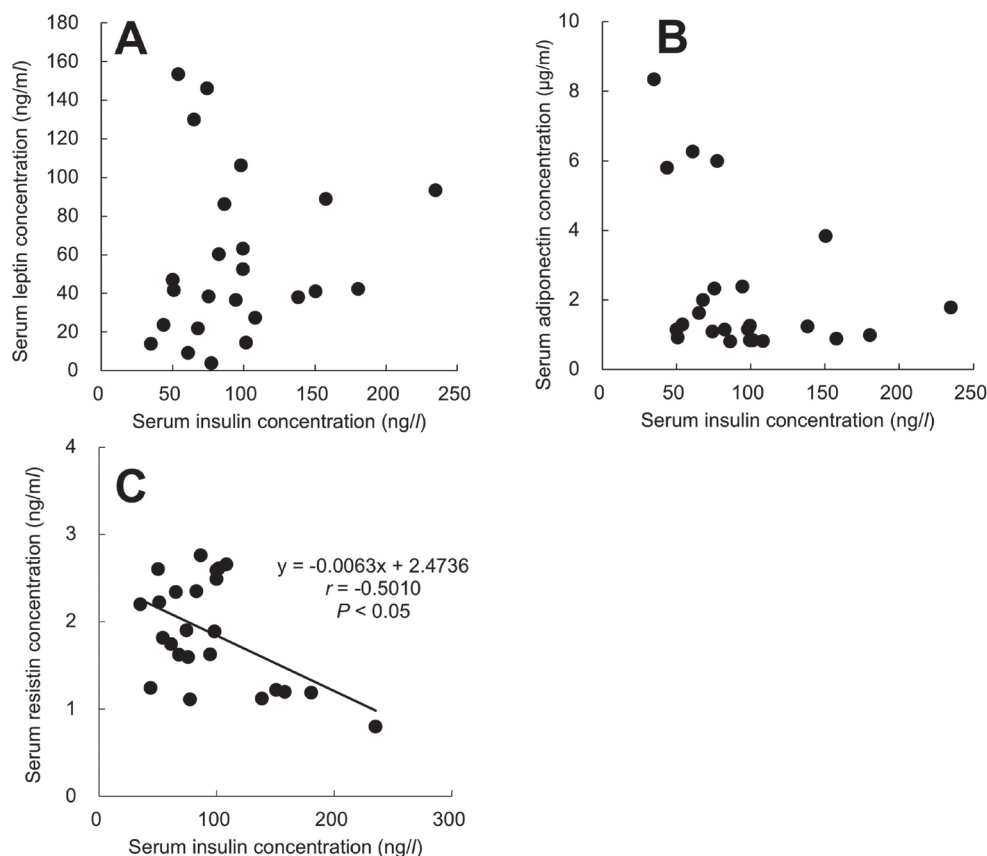 A
Serum leptin concentration (ng/ml)
180
160
140
120
100
80
60
40
20
0
0 50 100 150 200 250
Serum insulin concentration (ng/l)
B
Serum adiponectin concentration (µg/ml)
10
8
6
4
2
0
0 50 100 150 200 250
Serum insulin concentration (ng/l)
C
Serum resistin concentration (ng/ml)
4
3
2
1
0
y = -0.0063x + 2.4736
r = -0.5010
P < 0.05
0 100 200 300
Serum insulin concentration (ng/l)